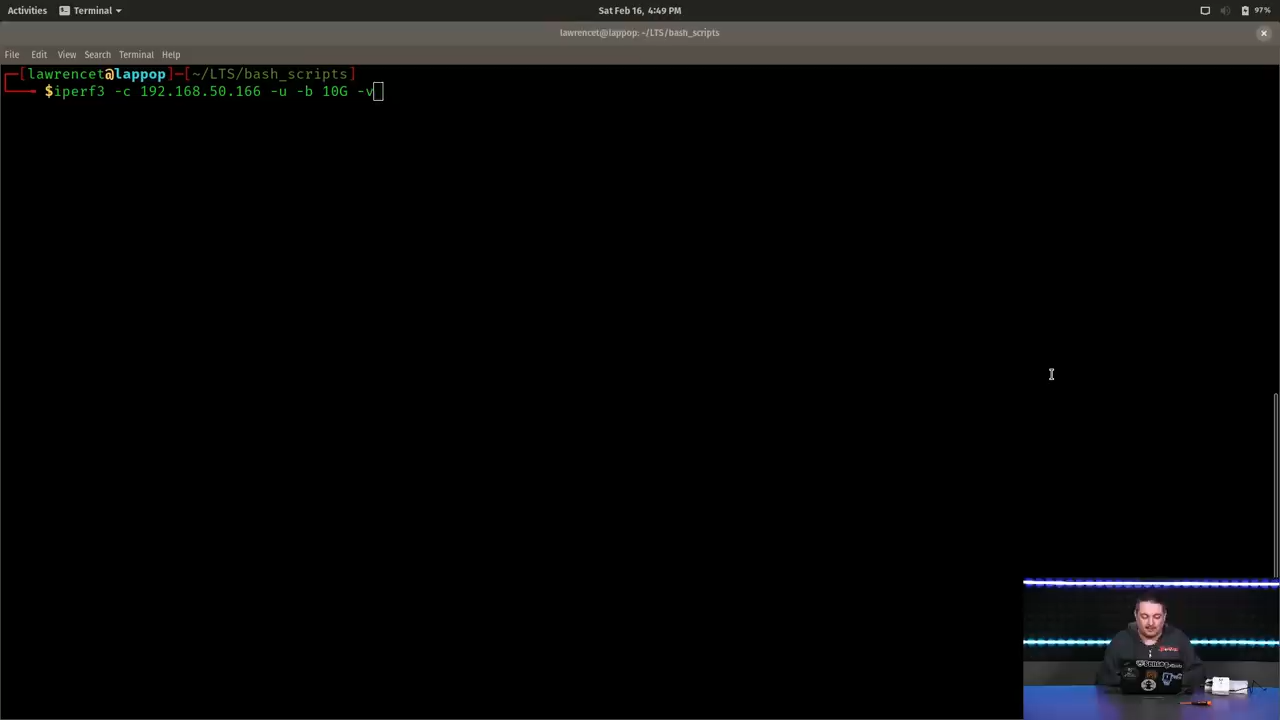 Activities Terminal Sat Feb 16, 4:49 PM 97%
lawrencet@lappop: ~/LTS/bash_scripts
File Edit View Search Terminal Help
[lawrencet@lappop]─[~/LTS/bash_scripts]
$iperf3 -c 192.168.50.166 -u -b 10G -v